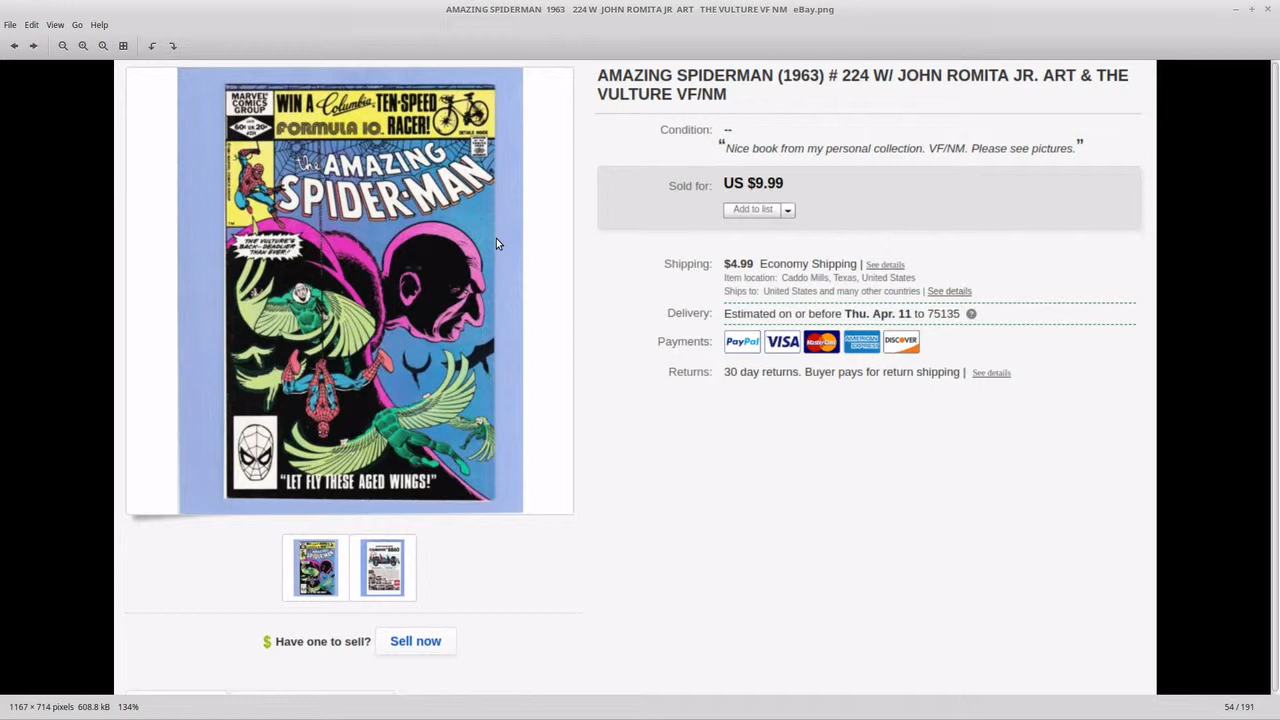 AMAZING SPIDERMAN 1963 224 W JOHN ROMITA JR ART THE VULTURE VF NM eBay.png
File Edit View Go Help
MARVEL COMICS GROUP
WIN A Columbia TEN-SPEED
FORMULA 10 RACER!
DETAILS INSIDE
60¢
the AMAZING
SPIDER-MAN
THE VULTURE'S
BACK--DEADLIER
THAN EVER!
"LET FLY THESE AGED WINGS!"
AMAZING SPIDERMAN (1963) # 224 W/ JOHN ROMITA JR. ART & THE
VULTURE VF/NM
Condition: --
“Nice book from my personal collection. VF/NM. Please see pictures.”
Sold for: US $9.99
Add to list
Shipping: $4.99 Economy Shipping | See details
Item location: Caddo Mills, Texas, United States
Ships to: United States and many other countries | See details
Delivery: Estimated on or before Thu. Apr. 11 to 75135
Payments: PayPal VISA MasterCard AMERICAN EXPRESS DISCOVER
Returns: 30 day returns. Buyer pays for return shipping | See details
$ Have one to sell? Sell now
1167 × 714 pixels 608.8 kB 134%
54 / 191